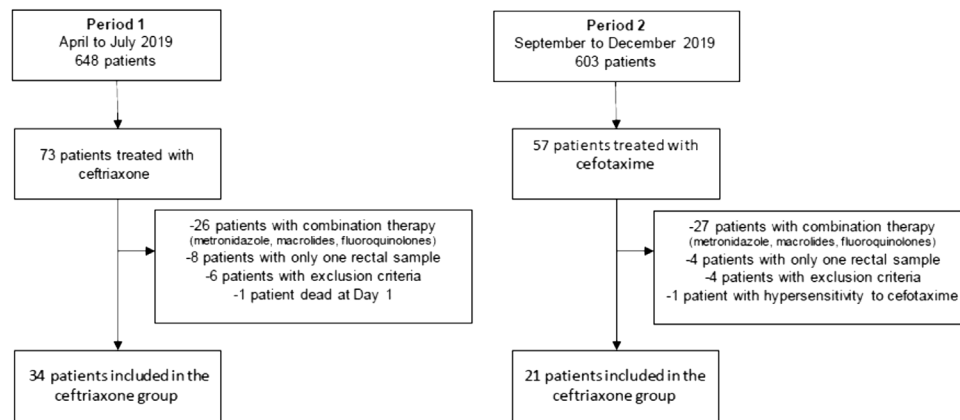 Period 1
April to July 2019
648 patients
73 patients treated with
ceftriaxone
-26 patients with combination therapy
(metronidazole, macrolides, fluoroquinolones)
-8 patients with only one rectal sample
-6 patients with exclusion criteria
-1 patient dead at Day 1
34 patients included in the
ceftriaxone group
Period 2
September to December 2019
603 patients
57 patients treated with
cefotaxime
-27 patients with combination therapy
(metronidazole, macrolides, fluoroquinolones)
-4 patients with only one rectal sample
-4 patients with exclusion criteria
-1 patient with hypersensitivity to cefotaxime
21 patients included in the
ceftriaxone group